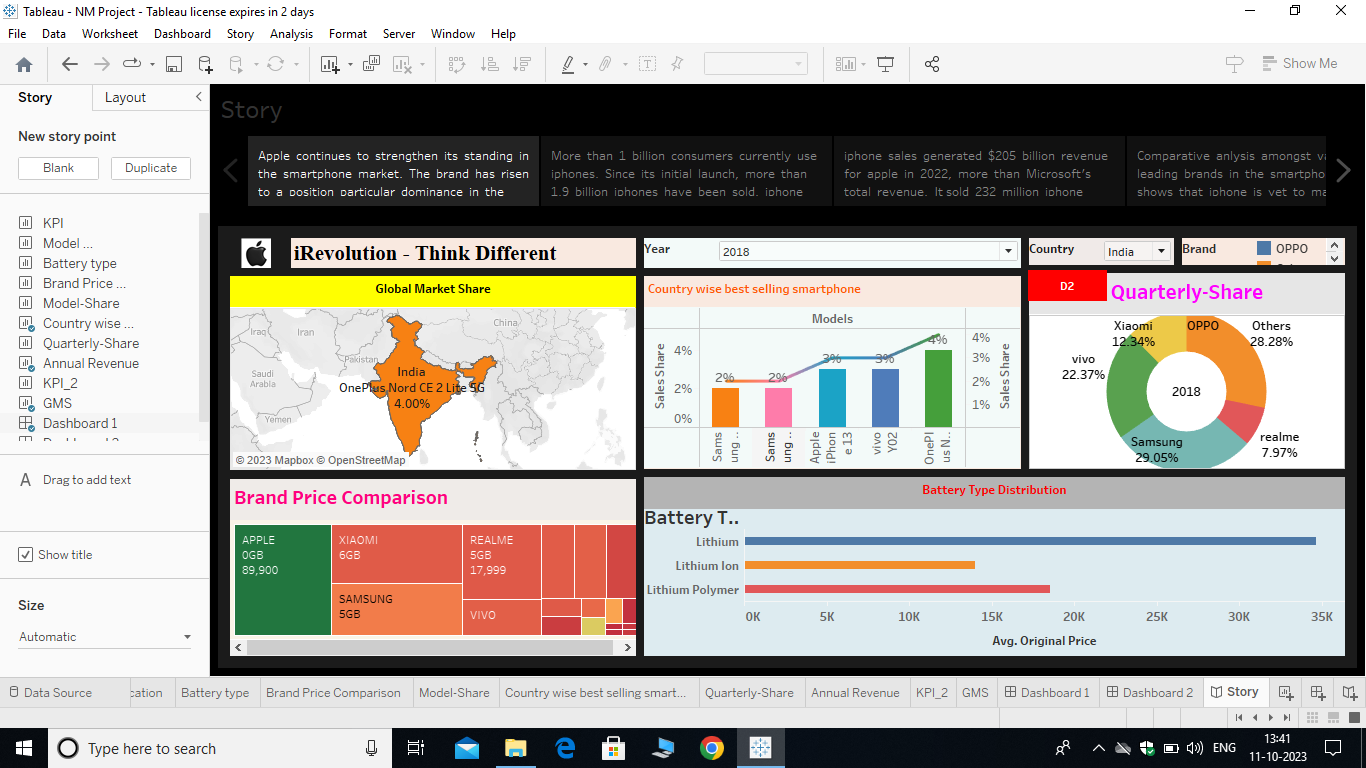 Tableau - NM Project - Tableau license expires in 2 days
File Data Worksheet Dashboard Story Analysis Format Server Window Help
Show Me
Story Layout
New story point
Blank Duplicate
KPI
Model ...
Battery type
Brand Price ...
Model-Share
Country wise ...
Quarterly-Share
Annual Revenue
KPI_2
GMS
Dashboard 1
A Drag to add text
Show title
Size
Automatic
Story
Apple continues to strengthen its standing in
the smartphone market. The brand has risen
to a position particular dominance in the
More than 1 billion consumers currently use
iphones. Since its initial launch, more than
1.9 billion iphones have been sold. iphone
iphone sales generated $205 billion revenue
for apple in 2022, more than Microsoft's
total revenue. It sold 232 million iphone
Comparative anlysis amongst
leading brands in the
shows that iphone is yet to
iRevolution - Think Different
Year 2018
Country India
Brand OPPO
Global Market Share
Iraq
Iran
China
Pakistan
Saudi
Arabia
Yemen
India
OnePlus Nord CE 2 Lite 5G
4.00%
© 2023 Mapbox © OpenStreetMap
Country wise best selling smartphone
Models
Sales Share
4%
2%
0%
2%
2%
3%
3%
4%
4%
3%
2%
1%
Sales Share
Sams
ung ..
Sams
ung ..
Apple
iPhon
e 13
vivo
Y02
OnePl
us N..
D2
Quarterly-Share
Xiaomi
12.34%
OPPO
Others
28.28%
vivo
22.37%
2018
Samsung
29.05%
realme
7.97%
Brand Price Comparison
APPLE
0GB
89,900
XIAOMI
6GB
SAMSUNG
5GB
REALME
5GB
17,999
VIVO
Battery Type Distribution
Battery T..
Lithium
Lithium Ion
Lithium Polymer
0K 5K 10K 15K 20K 25K 30K 35K
Avg. Original Price
Data Source Battery type Brand Price Comparison Model-Share Country wise best selling smart... Quarterly-Share Annual Revenue KPI_2 GMS Dashboard 1 Dashboard 2 Story
Type here to search
ENG
13:41
11-10-2023